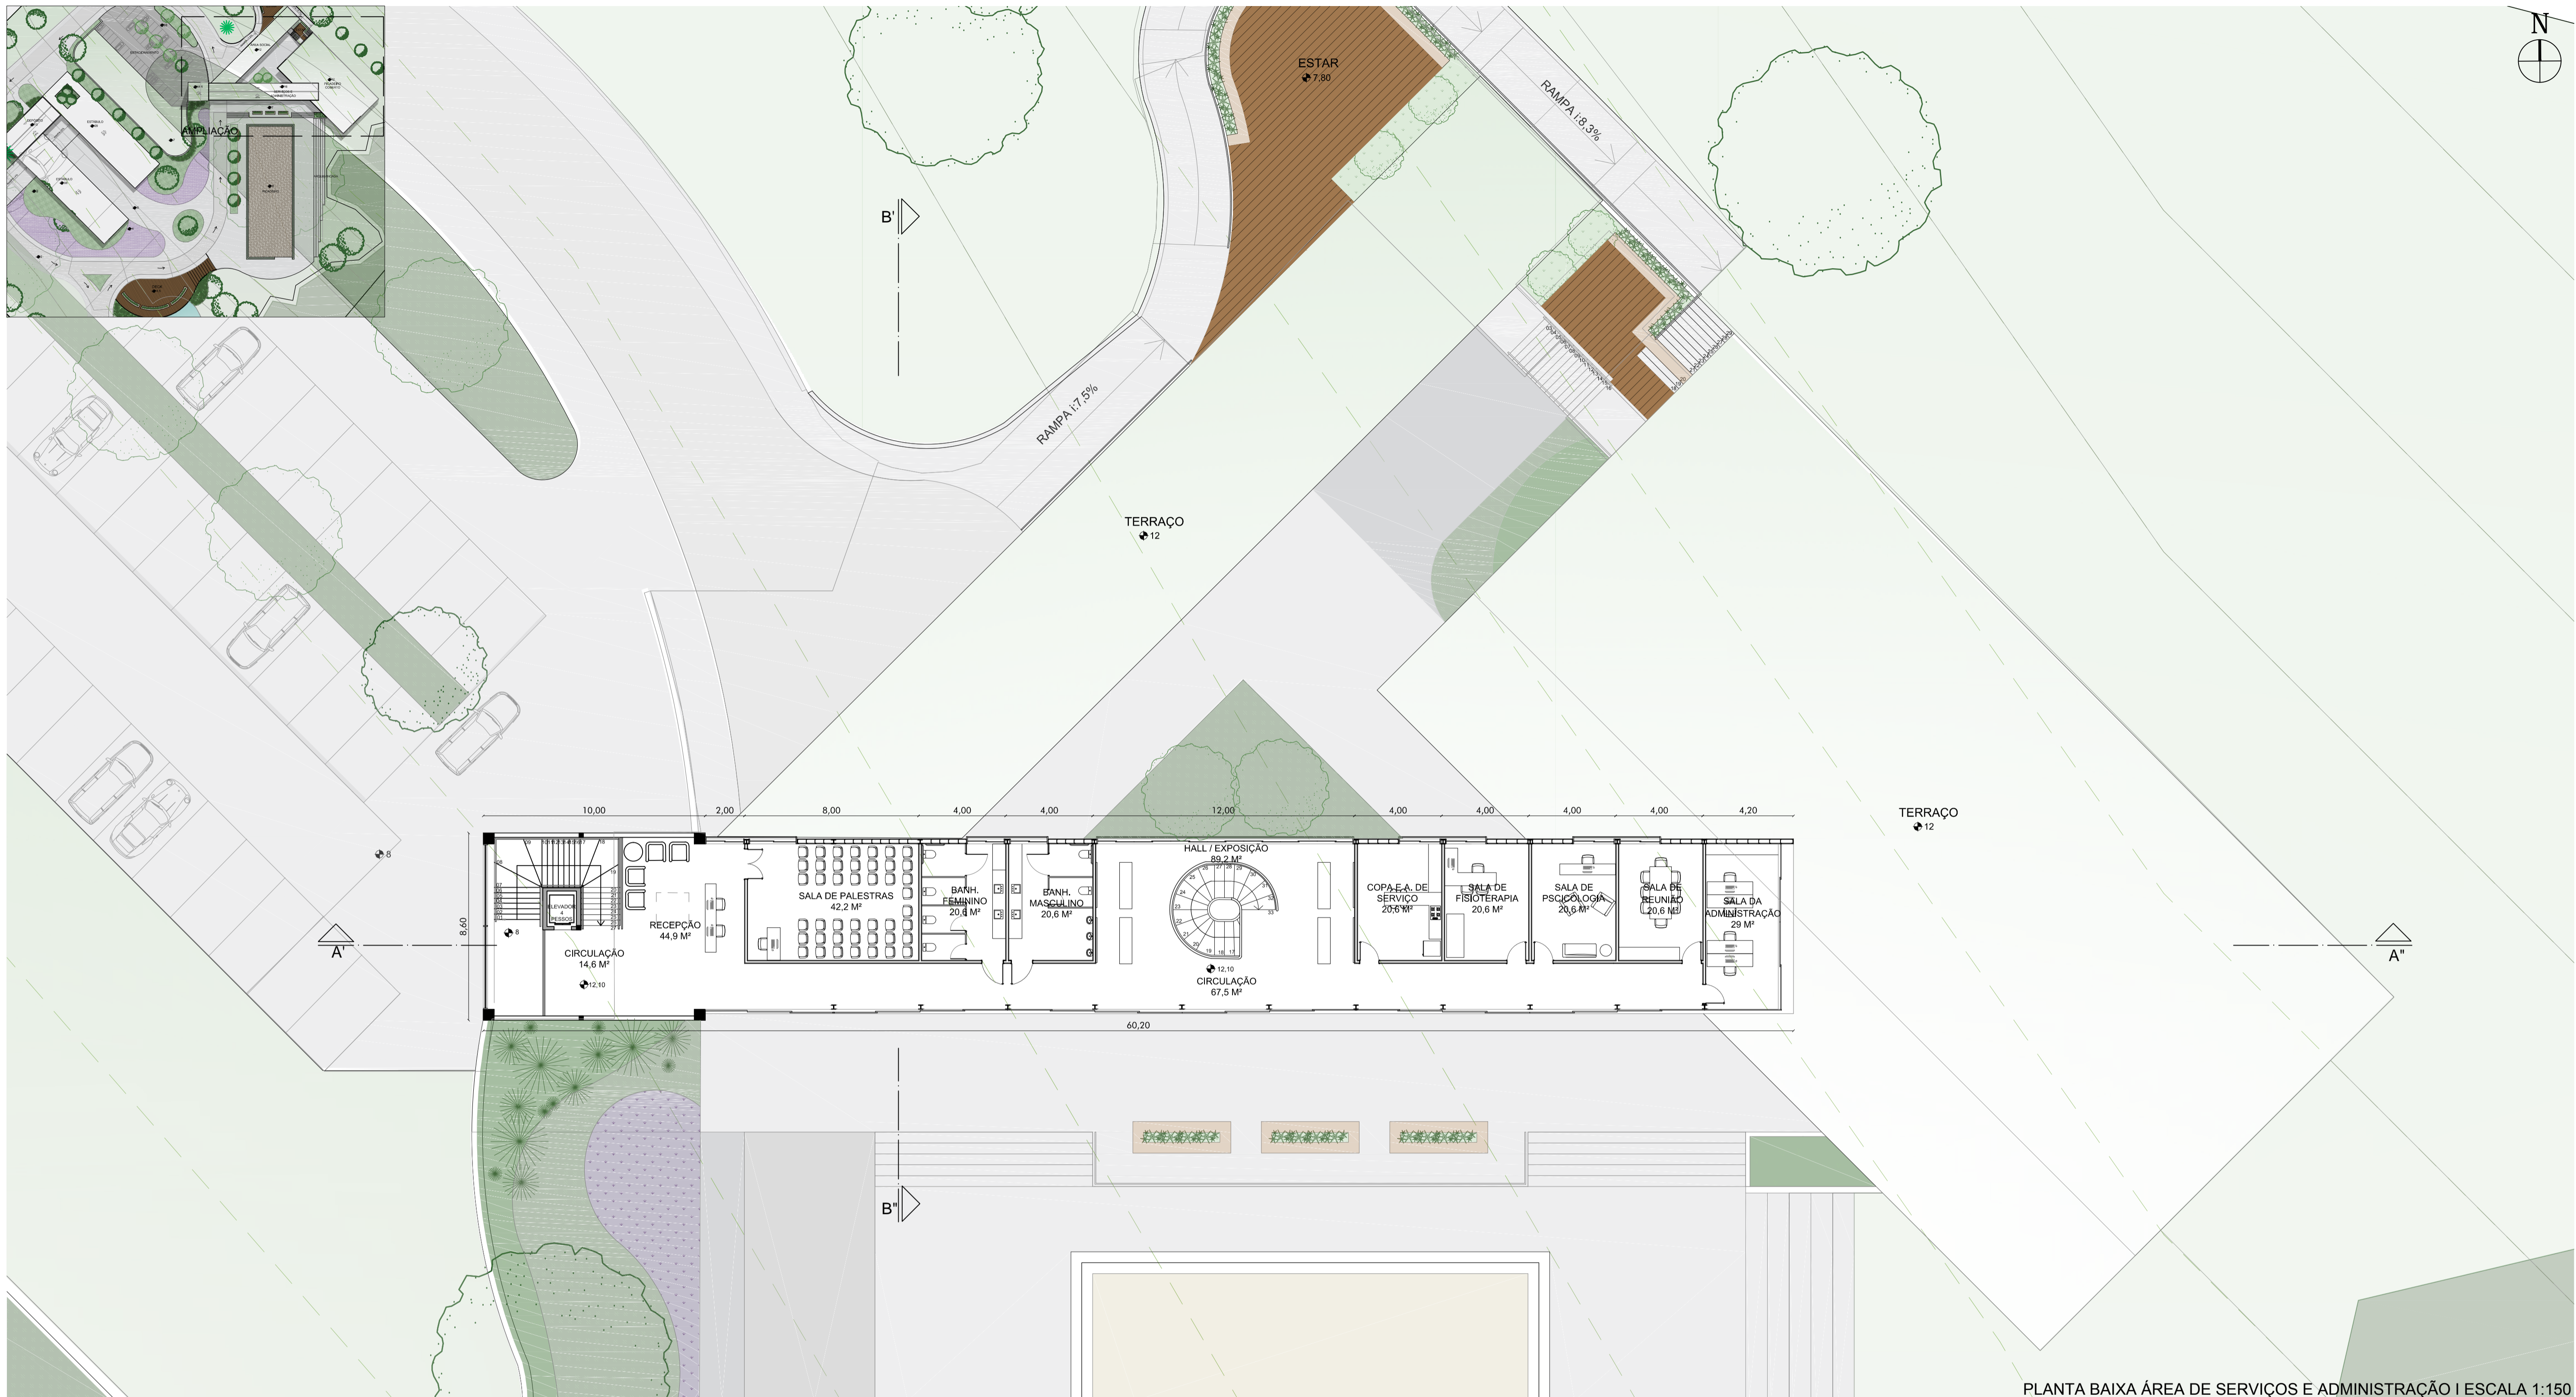 N
ESTAR
7,80
RAMPA i:8,3%
AMPLIAÇÃO
B'
RAMPA i:7,5%
TERRAÇO
12
TERRAÇO
12
10,00
2,00
8,00
4,00
4,00
12,00
4,00
4,00
4,00
4,00
4,20
8
8,60
ELEVADOR
4
PESSOS
8
CIRCULAÇÃO
14,6 M²
12,10
RECEPÇÃO
44,9 M²
SALA DE PALESTRAS
42,2 M²
BANH.
FEMININO
20,6 M²
BANH.
MASCULINO
20,6 M²
HALL / EXPOSIÇÃO
89,2 M²
12,10
CIRCULAÇÃO
67,5 M²
COPA E A. DE
SERVIÇO
20,6 M²
SALA DE
FISIOTERAPIA
20,6 M²
SALA DE
PSCICOLOGIA
20,6 M²
SALA DE
REUNIÃO
20,6 M²
SALA DA
ADMINISTRAÇÃO
29 M²
A'
A"
60,20
B"
PLANTA BAIXA ÁREA DE SERVIÇOS E ADMINISTRAÇÃO I ESCALA 1:150